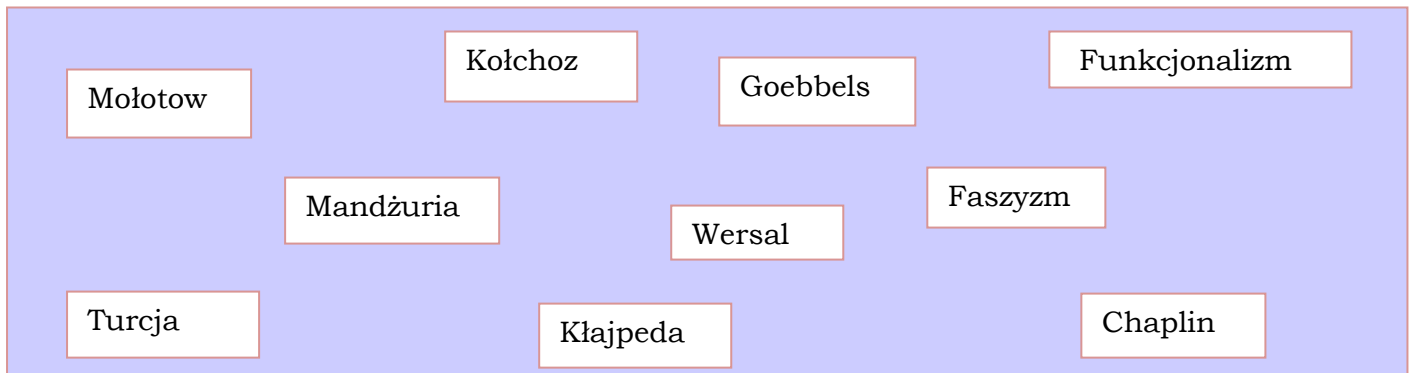 Kołchoz
Funkcjonalizm
Mołotow
Goebbels
Mandżuria
Faszyzm
Wersal
Turcja
Kłajpeda
Chaplin